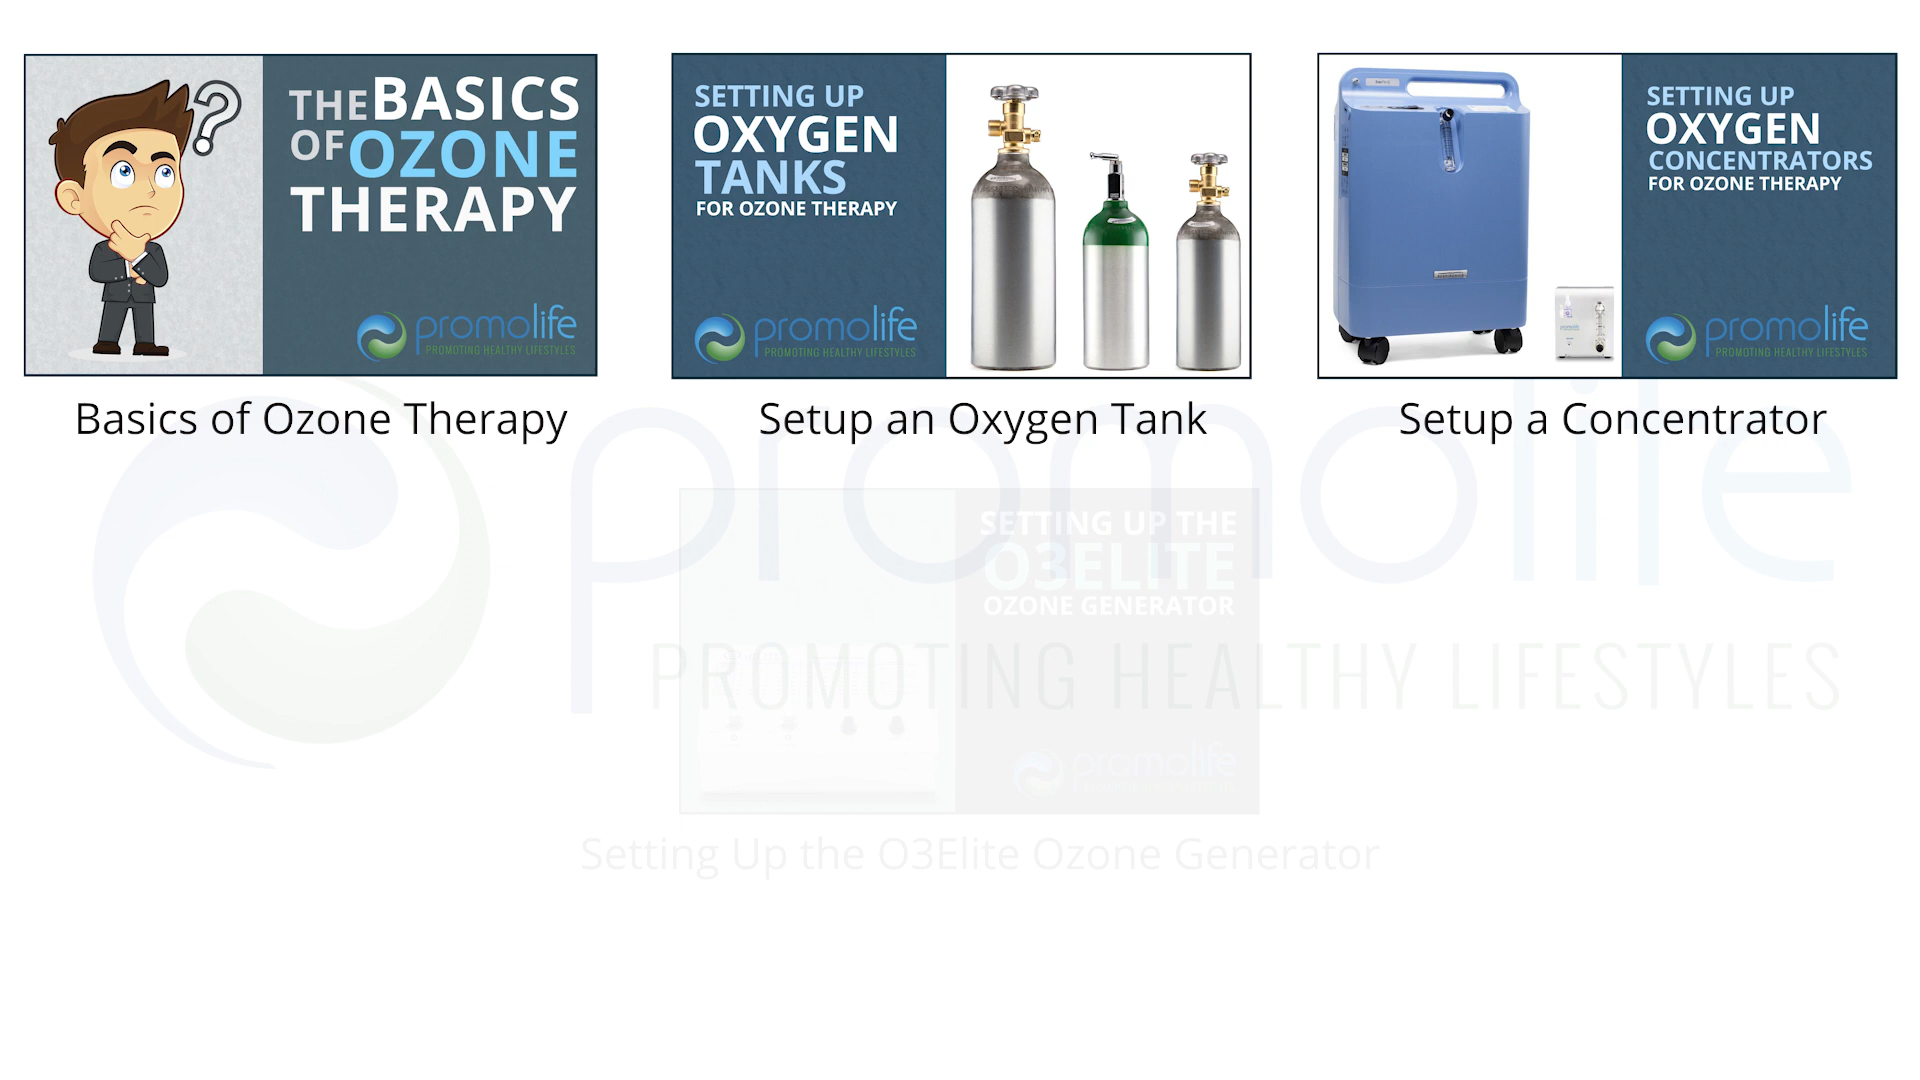 THE BASICS
OF OZONE
THERAPY
promolife
PROMOTING HEALTHY LIFESTYLES
Basics of Ozone Therapy
SETTING UP
OXYGEN
TANKS
FOR OZONE THERAPY
promolife
PROMOTING HEALTHY LIFESTYLES
Setup an Oxygen Tank
SETTING UP
OXYGEN
CONCENTRATORS
FOR OZONE THERAPY
promolife
PROMOTING HEALTHY LIFESTYLES
Setup a Concentrator
promolife
PROMOTING HEALTHY LIFESTYLES
SETTING UP THE
O3ELITE
OZONE GENERATOR
promolife
Setting Up the O3Elite Ozone Generator